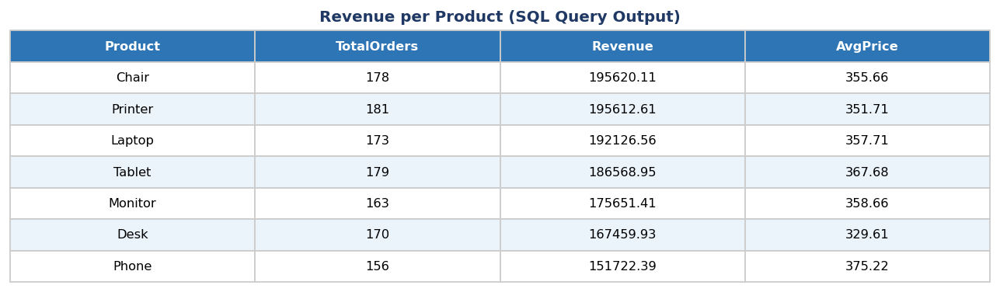 Revenue per Product (SQL Query Output)
Product TotalOrders Revenue AvgPrice
Chair 178 195620.11 355.66
Printer 181 195612.61 351.71
Laptop 173 192126.56 357.71
Tablet 179 186568.95 367.68
Monitor 163 175651.41 358.66
Desk 170 167459.93 329.61
Phone 156 151722.39 375.22